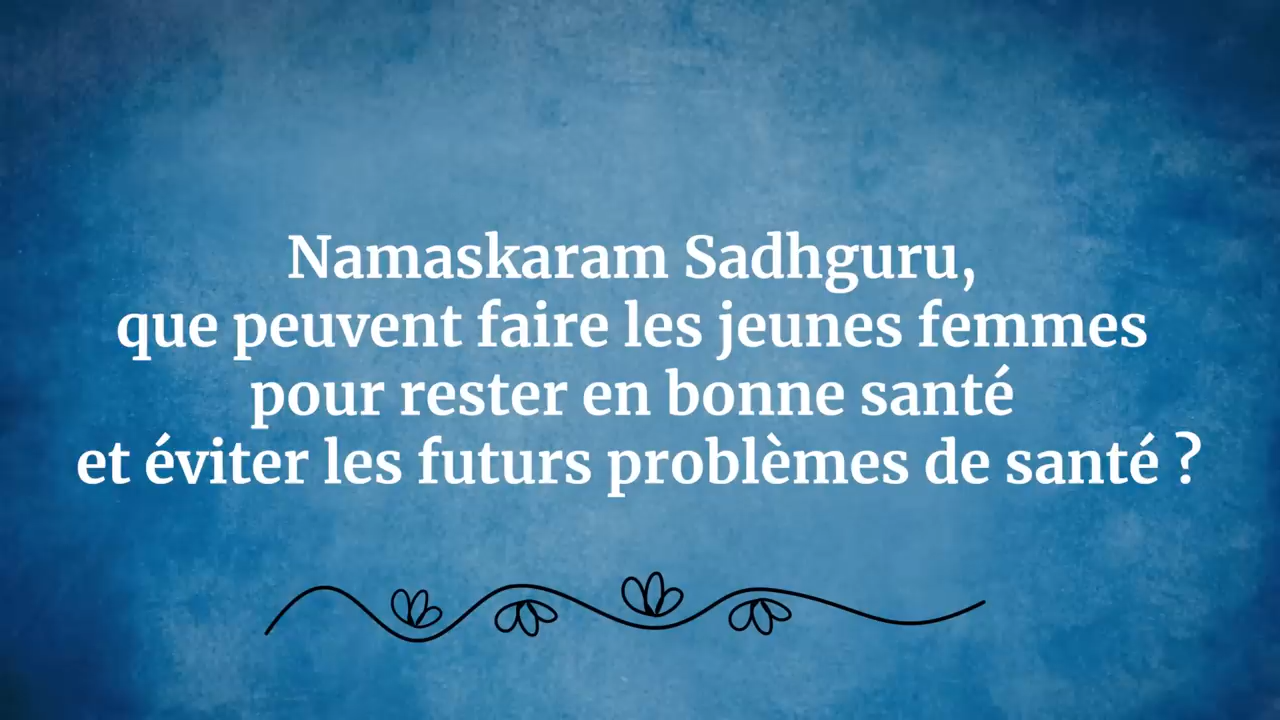 Namaskaram Sadhguru,
que peuvent faire les jeunes femmes
pour rester en bonne santé
et éviter les futurs problèmes de santé ?